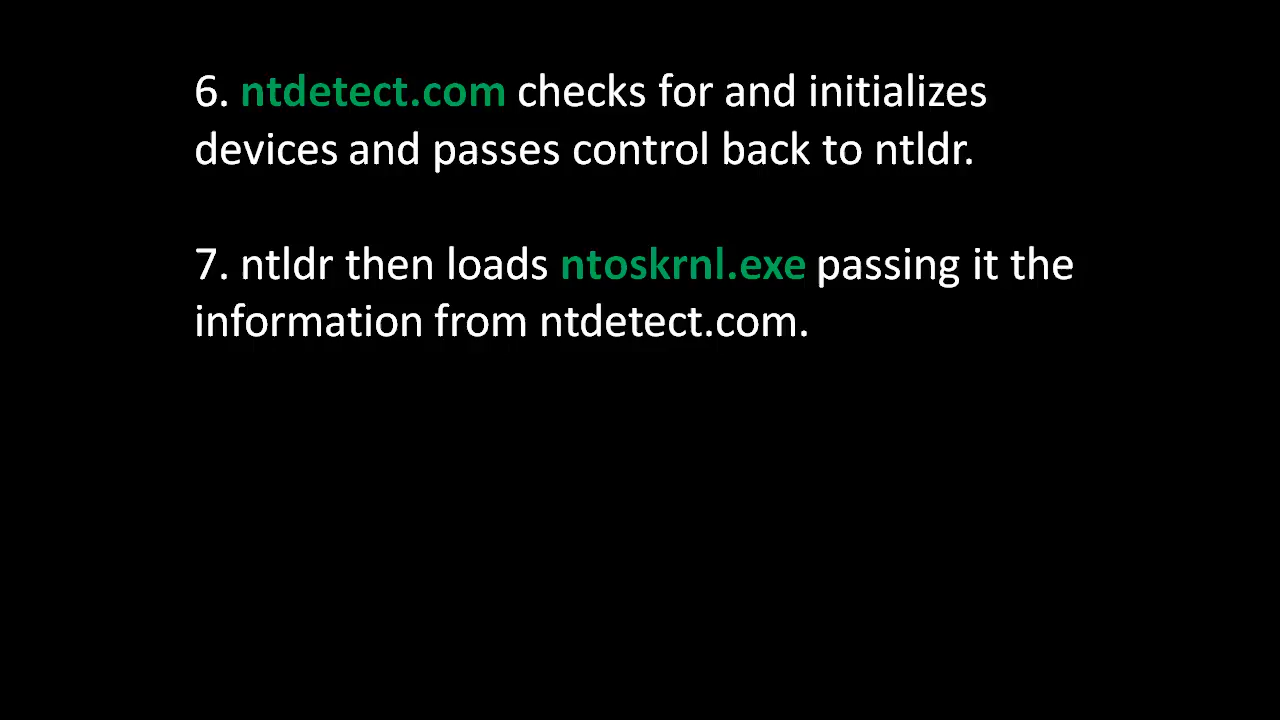 6. ntdetect.com checks for and initializes
devices and passes control back to ntldr.
7. ntldr then loads ntoskrnl.exe passing it the
information from ntdetect.com.